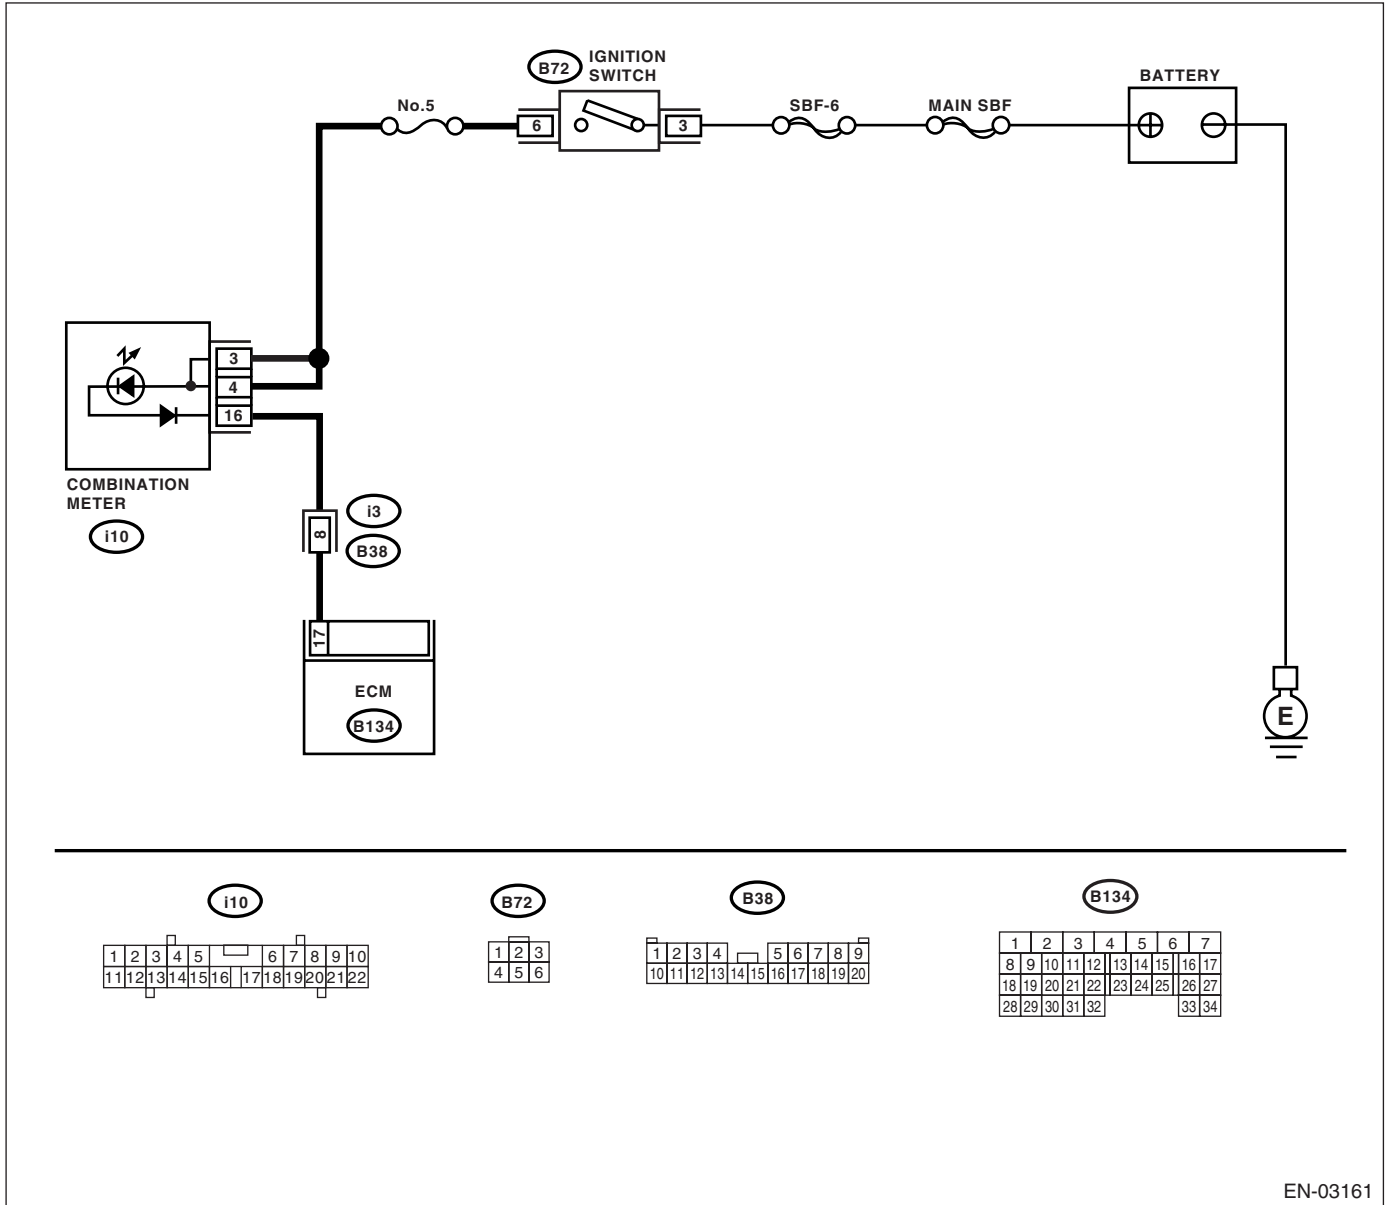 B72
IGNITION
SWITCH
BATTERY
No.5
SBF-6
MAIN SBF
6
3
3
4
16
COMBINATION
METER
i10
i3
8
B38
17
ECM
B134
E
i10
B72
B38
B134
1 2 3 4 5 6 7 8 9 10
11 12 13 14 15 16 17 18 19 20 21 22
1 2 3
4 5 6
1 2 3 4 5 6 7 8 9
10 11 12 13 14 15 16 17 18 19 20
1 2 3 4 5 6 7
8 9 10 11 12 13 14 15 16 17
18 19 20 21 22 23 24 25 26 27
28 29 30 31 32 33 34
EN-03161